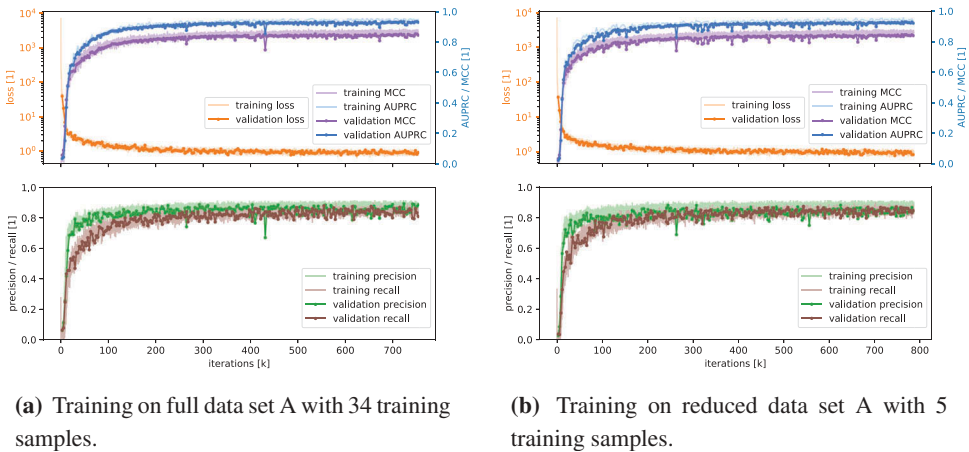 loss [1]
10⁴
10³
10²
10¹
10⁰
training loss
validation loss
training MCC
training AUPRC
validation MCC
validation AUPRC
1.0
0.8
0.6
0.4
0.2
0.0
AUPRC / MCC [1]
precision / recall [1]
1.0
0.8
0.6
0.4
0.2
0.0
training precision
training recall
validation precision
validation recall
0 100 200 300 400 500 600 700
iterations [k]
(a) Training on full data set A with 34 training
samples.
loss [1]
10⁴
10³
10²
10¹
10⁰
training loss
validation loss
training MCC
training AUPRC
validation MCC
validation AUPRC
1.0
0.8
0.6
0.4
0.2
0.0
AUPRC / MCC [1]
precision / recall [1]
1.0
0.8
0.6
0.4
0.2
0.0
training precision
training recall
validation precision
validation recall
0 100 200 300 400 500 600 700 800
iterations [k]
(b) Training on reduced data set A with 5
training samples.